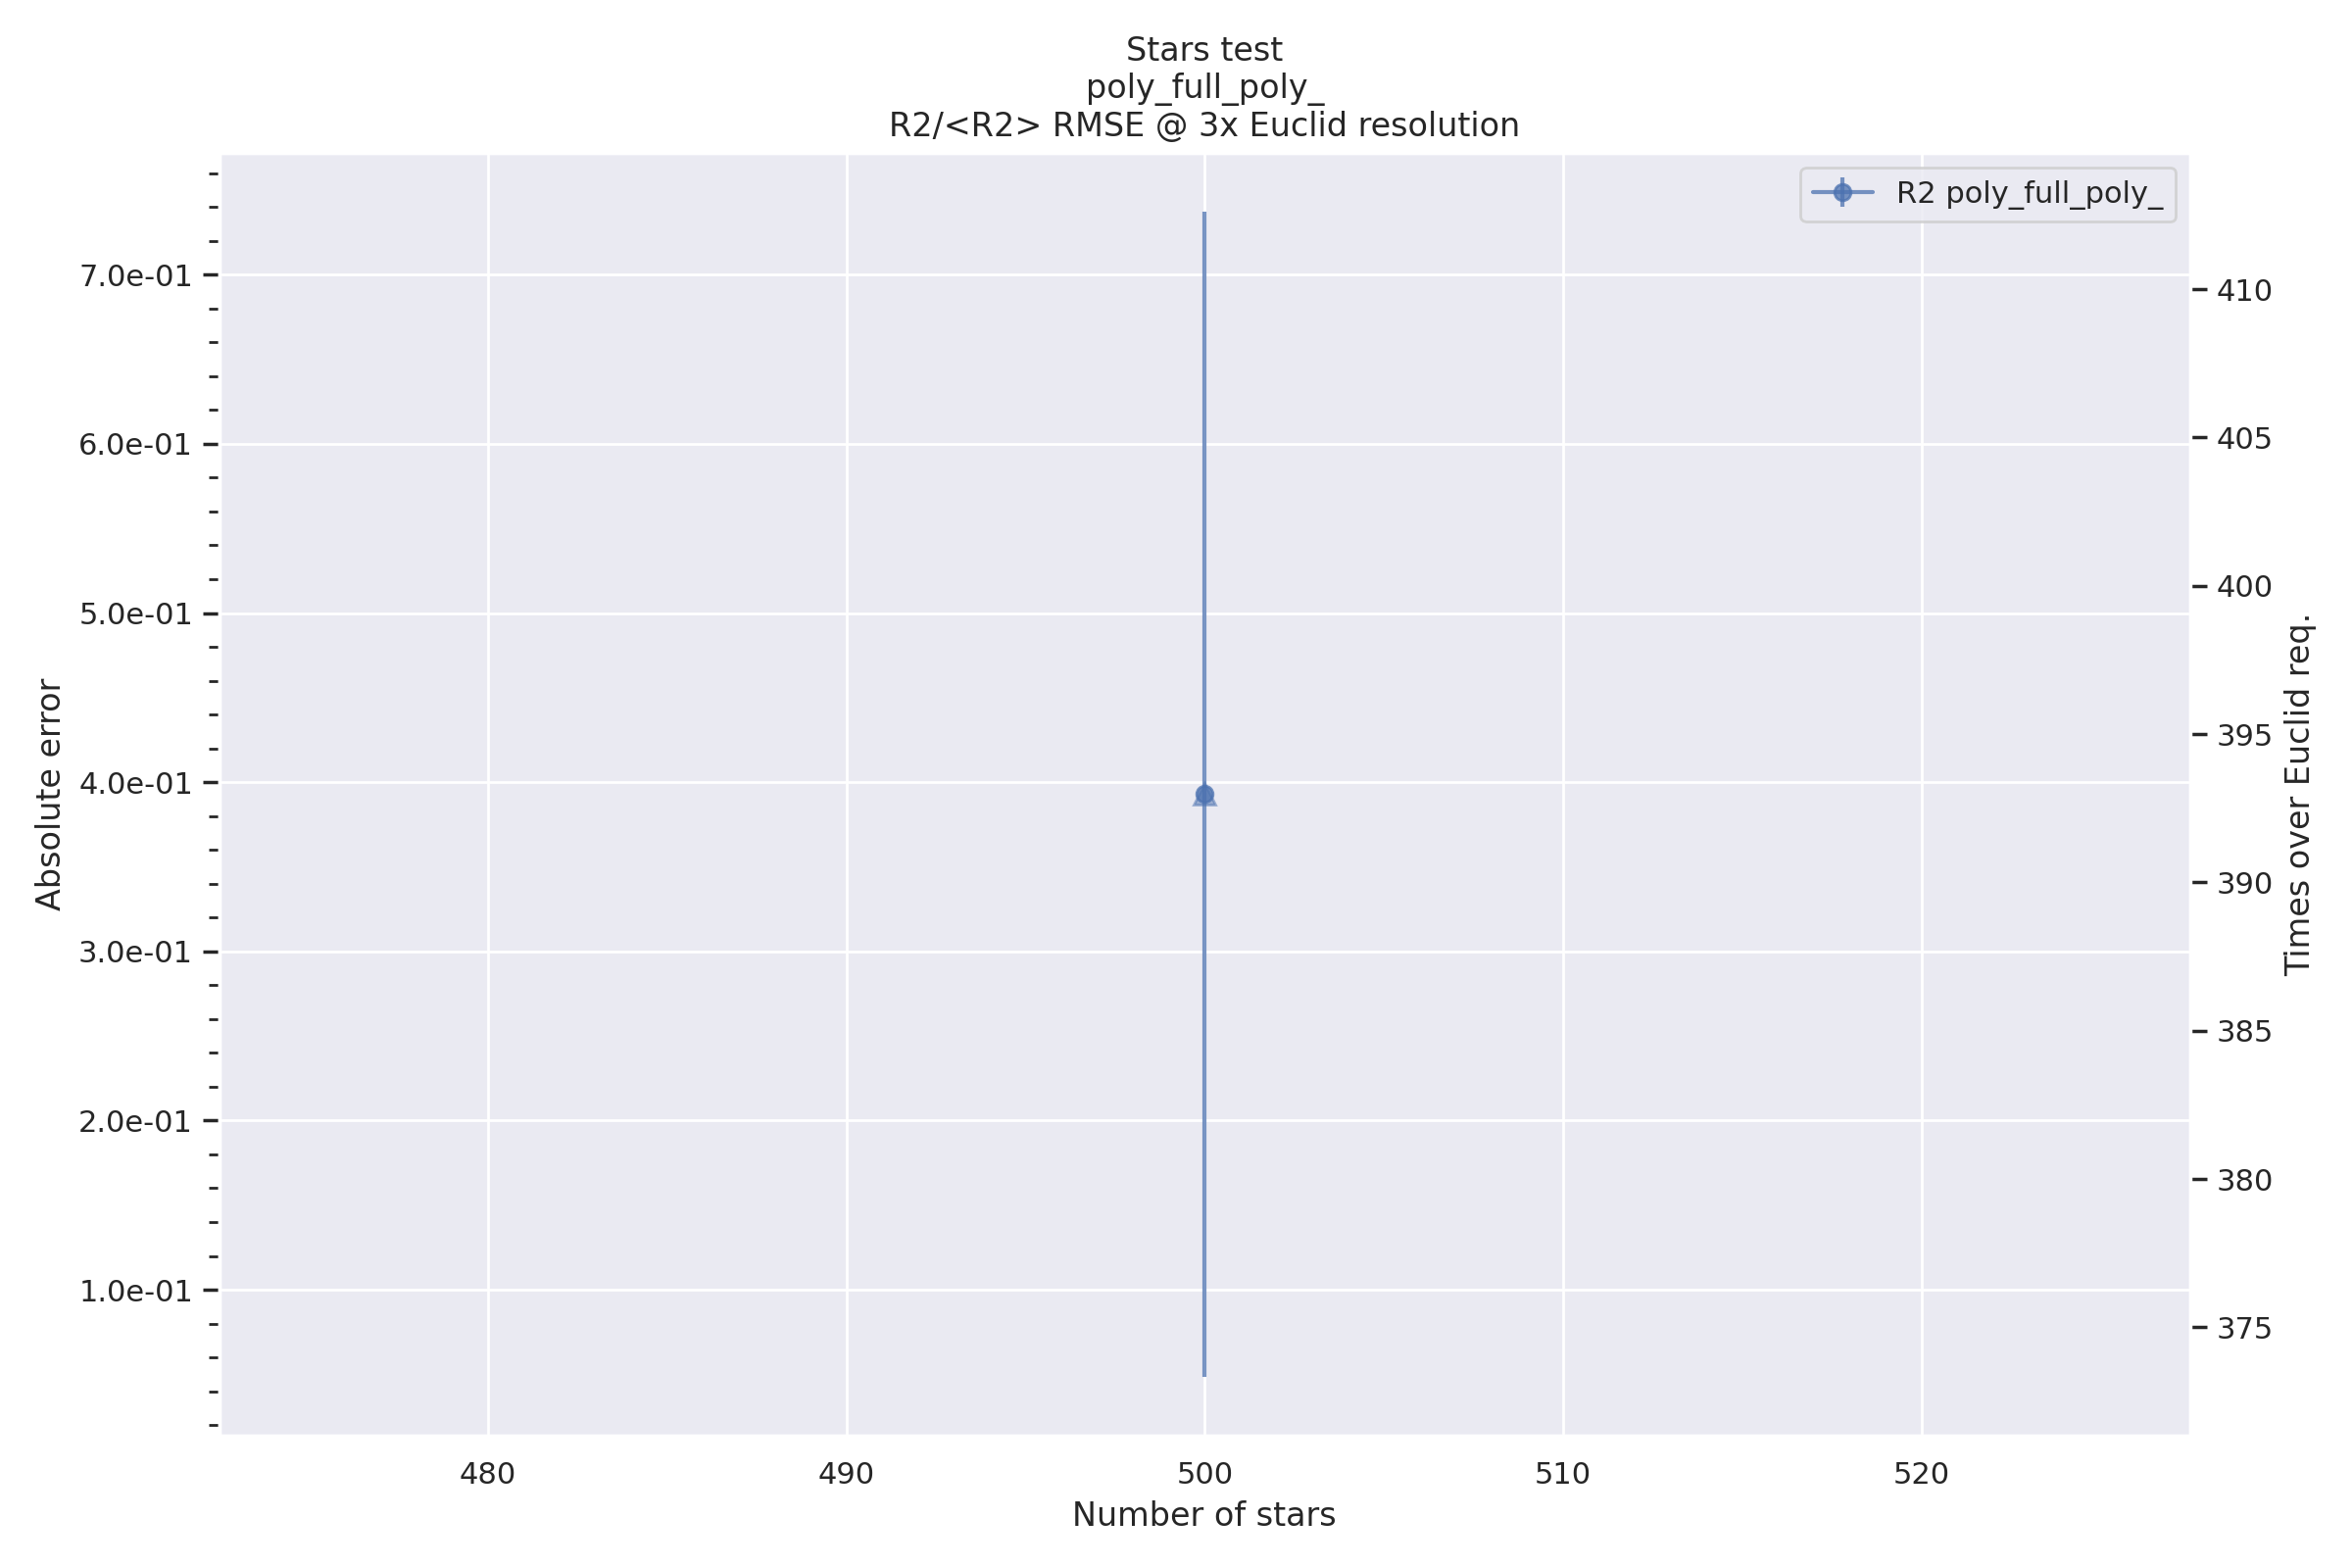 Stars test
poly_full_poly_
R2/<R2> RMSE @ 3x Euclid resolution
R2 poly_full_poly_
Absolute error
7.0e-01
6.0e-01
5.0e-01
4.0e-01
3.0e-01
2.0e-01
1.0e-01
410
405
400
395
390
385
380
375
Times over Euclid req.
480 490 500 510 520
Number of stars